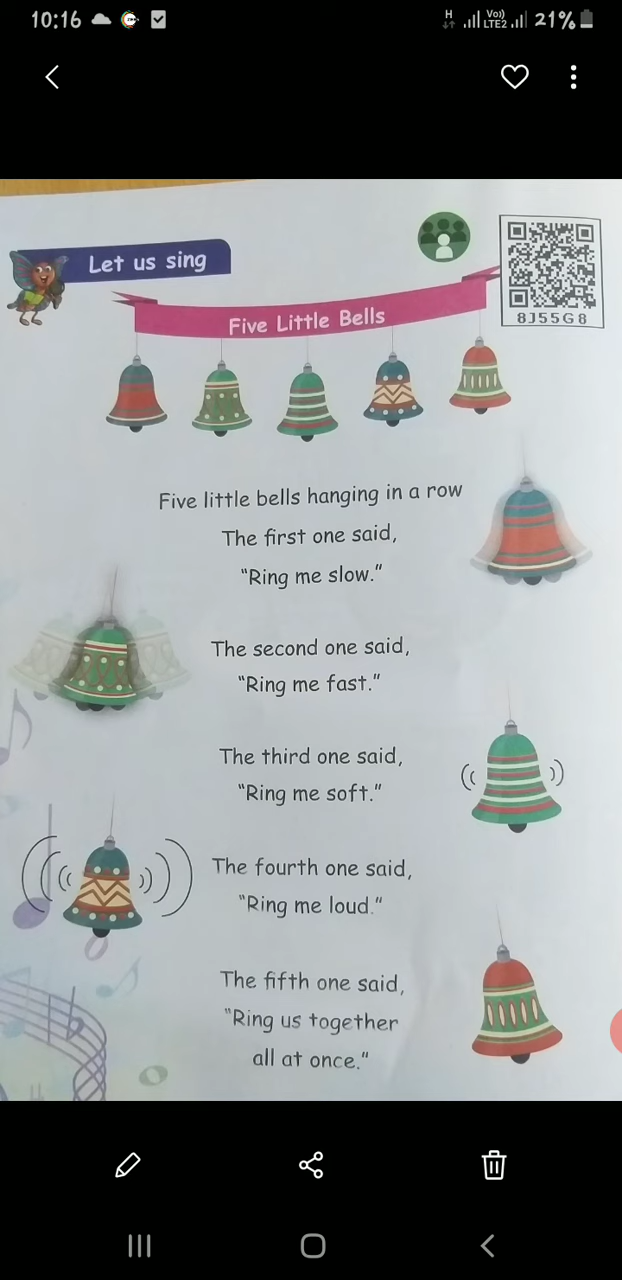 10:16
H
Vo))
LTE2
21%
Let us sing
8J55G8
Five Little Bells
Five little bells hanging in a row
The first one said,
"Ring me slow."
The second one said,
"Ring me fast."
The third one said,
"Ring me soft."
The fourth one said,
"Ring me loud."
The fifth one said,
"Ring us together
all at once."